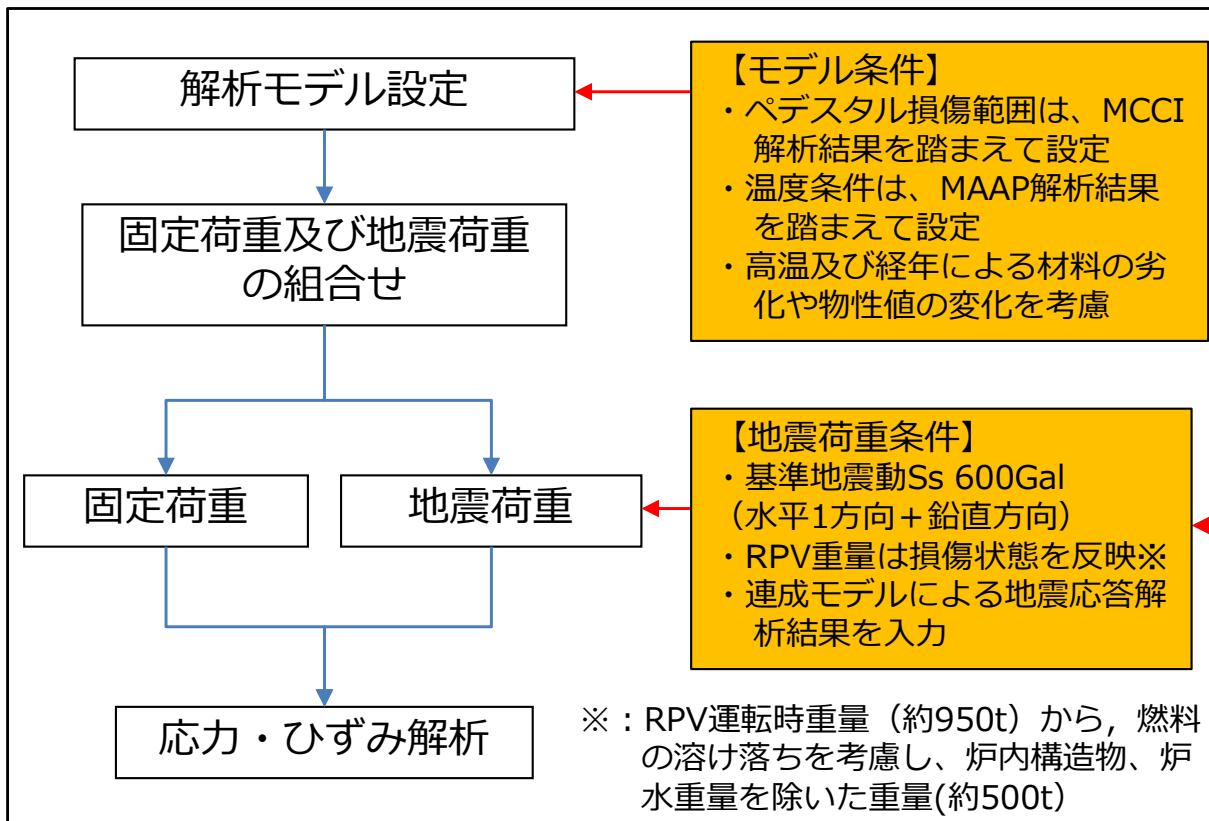 解析モデル設定
固定荷重及び地震荷重
の組合せ
固定荷重
地震荷重
応力・ひずみ解析
【モデル条件】
・ペデスタル損傷範囲は、MCCI
解析結果を踏まえて設定
・温度条件は、MAAP解析結果
を踏まえて設定
・高温及び経年による材料の劣
化や物性値の変化を考慮
【地震荷重条件】
・基準地震動Ss 600Gal
（水平1方向＋鉛直方向）
・RPV重量は損傷状態を反映※
・連成モデルによる地震応答解
析結果を入力
※：RPV運転時重量（約950t）から，燃料
の溶け落ちを考慮し、炉内構造物、炉
水重量を除いた重量(約500t）